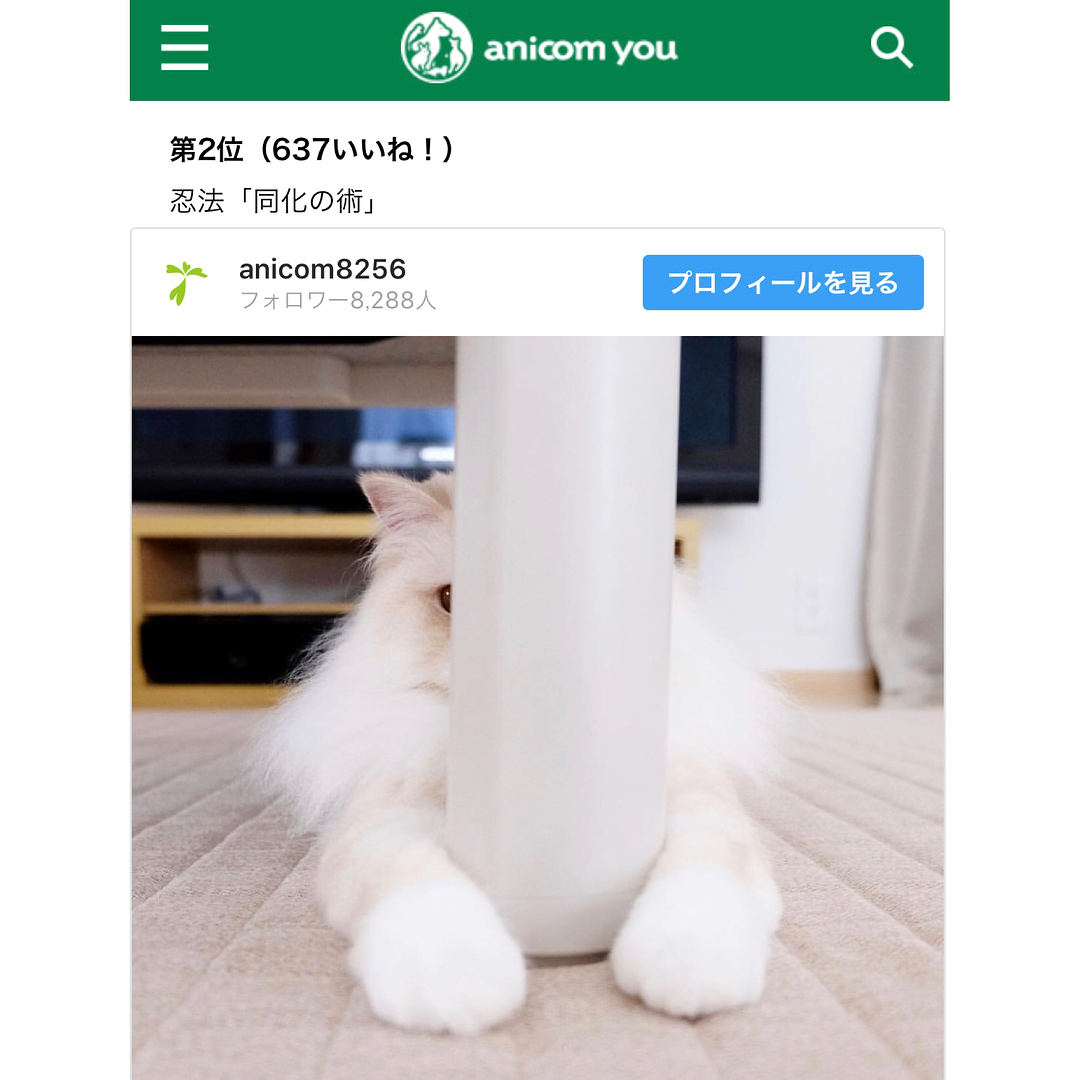 anicom you
第2位（637いいね！）
忍法「同化の術」
anicom8256
フォロワー8,288人
プロフィールを見る